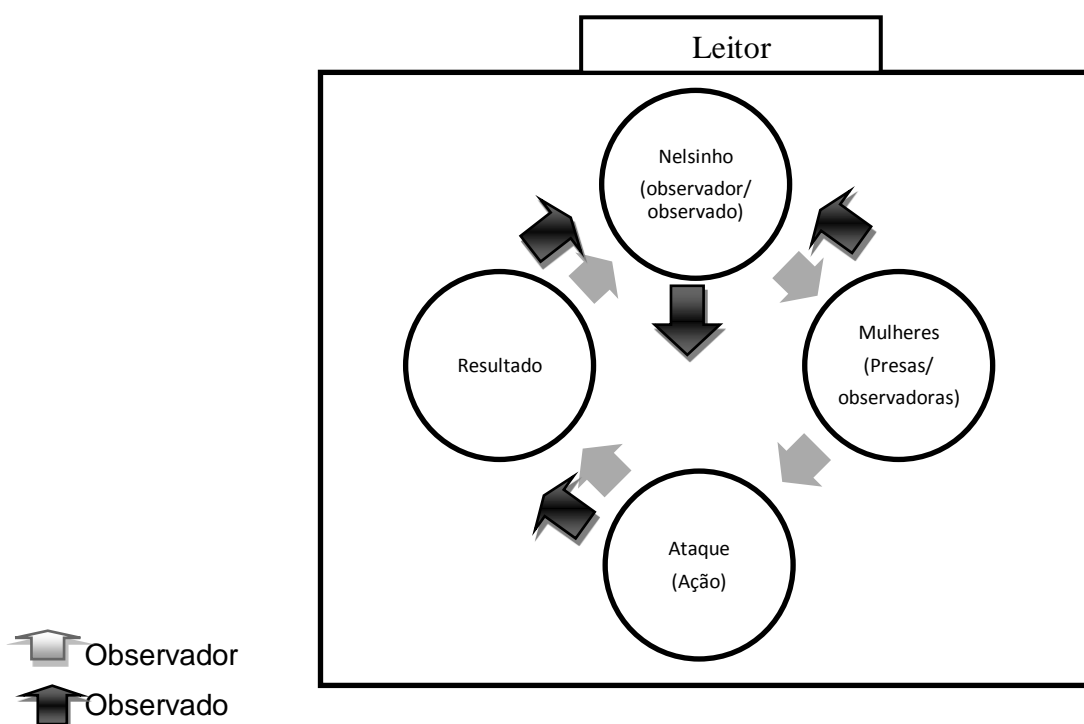 Leitor
Nelsinho
(observador/
observado)
Mulheres
(Presas/
observadoras)
Resultado
Ataque
(Ação)
Observador
Observado